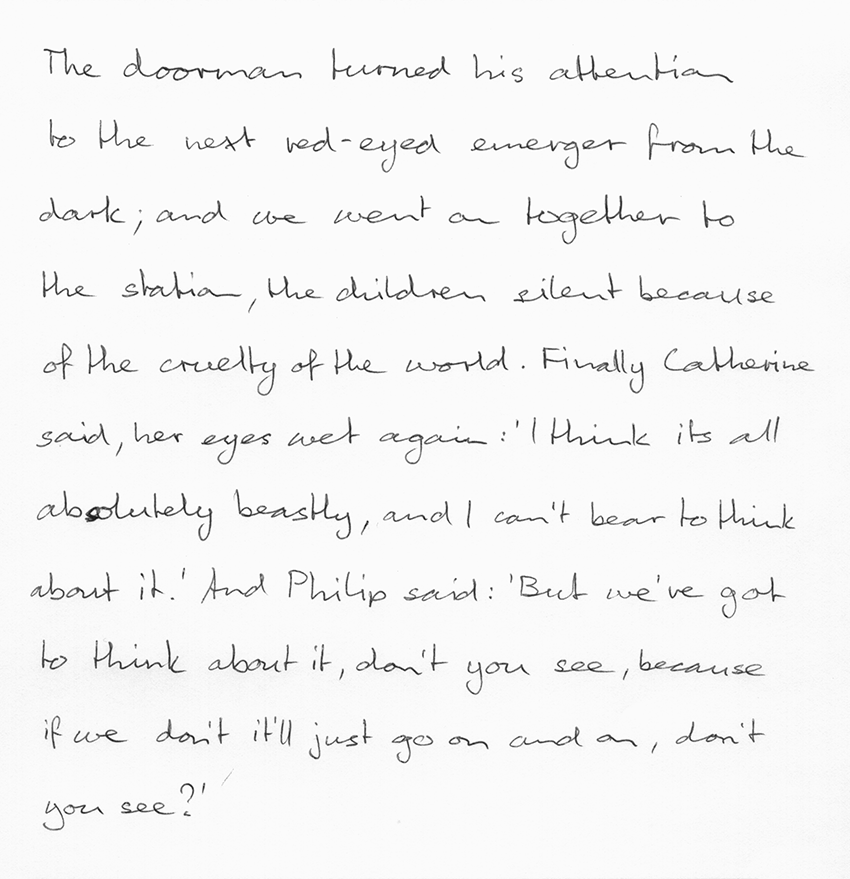 The doorman turned his attention
to the next red-eyed emerger from the
dark; and we went on together to
the station, the children silent because
of the cruelty of the world. Finally Catherine
said, her eyes wet again: 'I think its all
absolutely beastly, and I can't bear to think
about it.' And Philip said: 'But we've got
to think about it, don't you see, because
if we don't it'll just go on and on, don't
you see?'